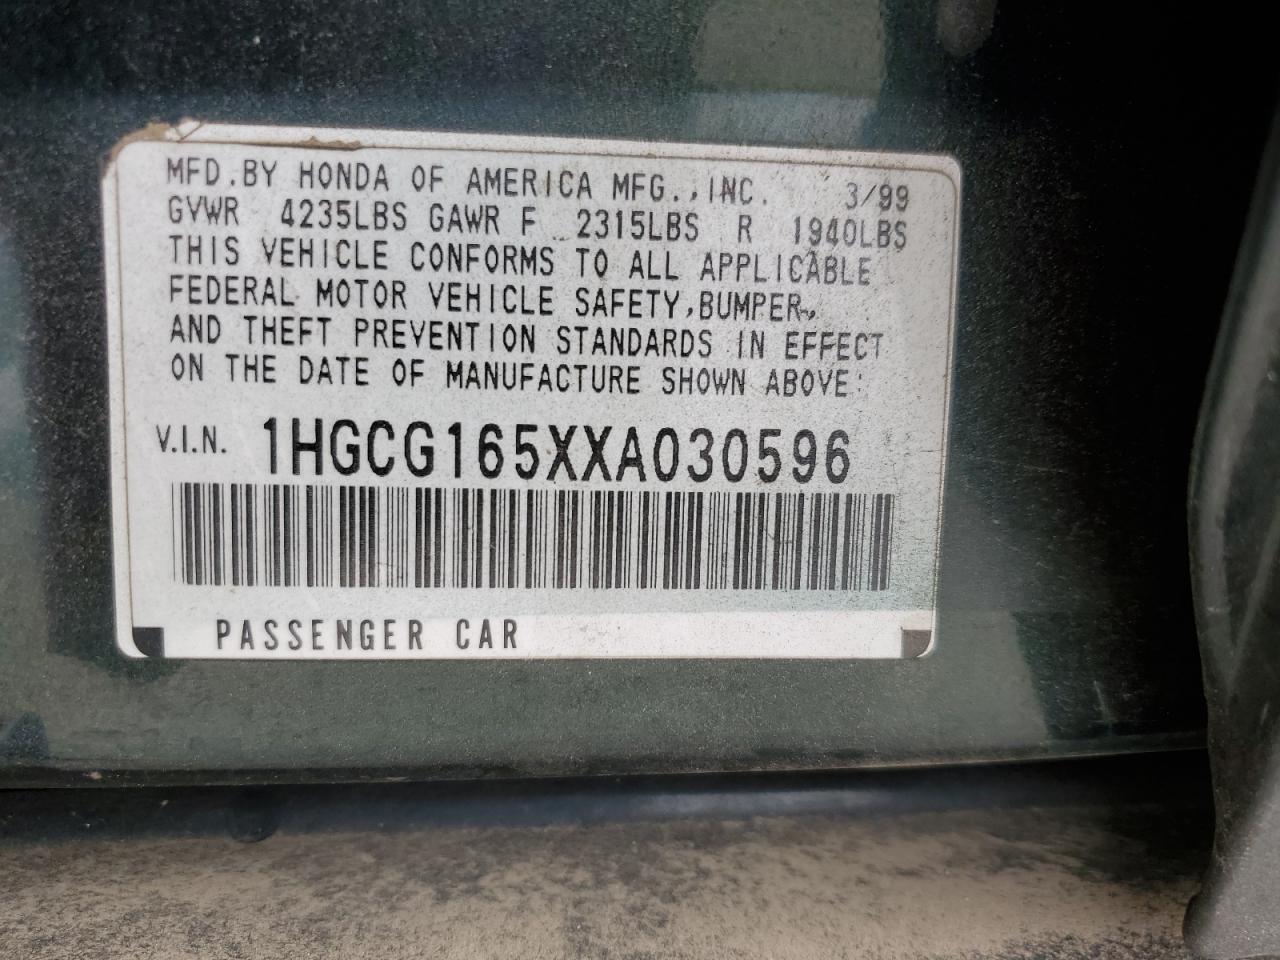 MFD.BY HONDA OF AMERICA MFG.,INC. 3/99
GVWR 4235LBS GAWR F 2315LBS R 1940LBS
THIS VEHICLE CONFORMS TO ALL APPLICABLE
FEDERAL MOTOR VEHICLE SAFETY,BUMPER,
AND THEFT PREVENTION STANDARDS IN EFFECT
ON THE DATE OF MANUFACTURE SHOWN ABOVE:
V.I.N. 1HGCG165XXA030596
PASSENGER CAR